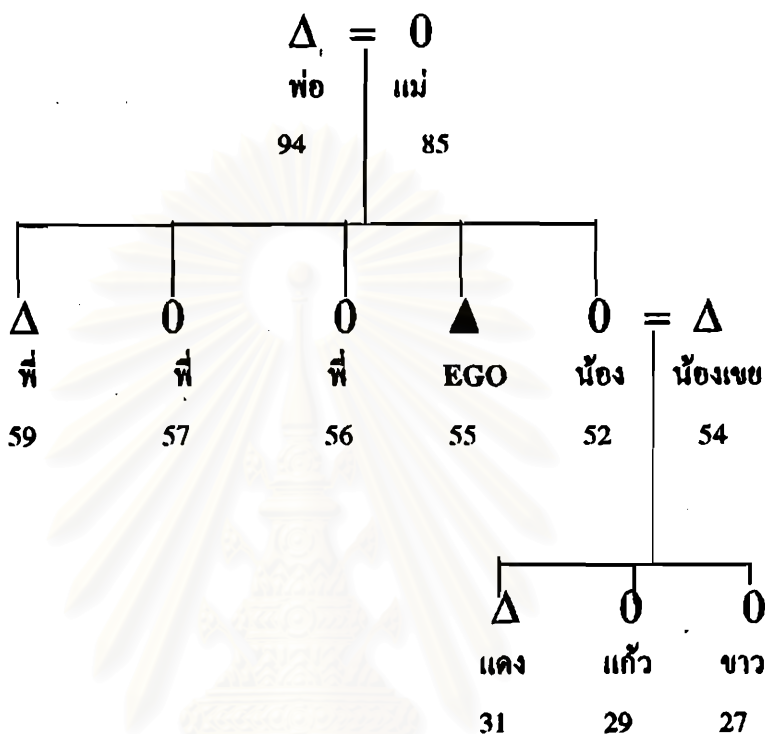 Δ = 0
พ่อ แม่
94 85
Δ 0 0 ▲ 0 = Δ
พี่ พี่ พี่ EGO น้อง น้องเขย
59 57 56 55 52 54
Δ 0 0
แดง แก้ว ขาว
31 29 27